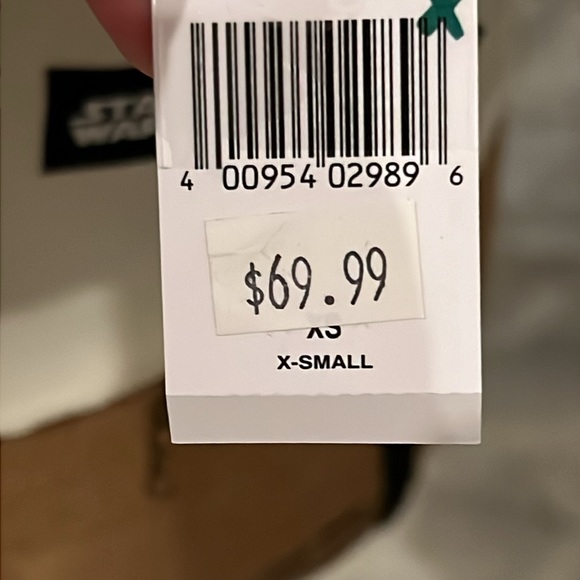 STAR
WARS
4 00954 02989 6
$69.99
XS
X-SMALL